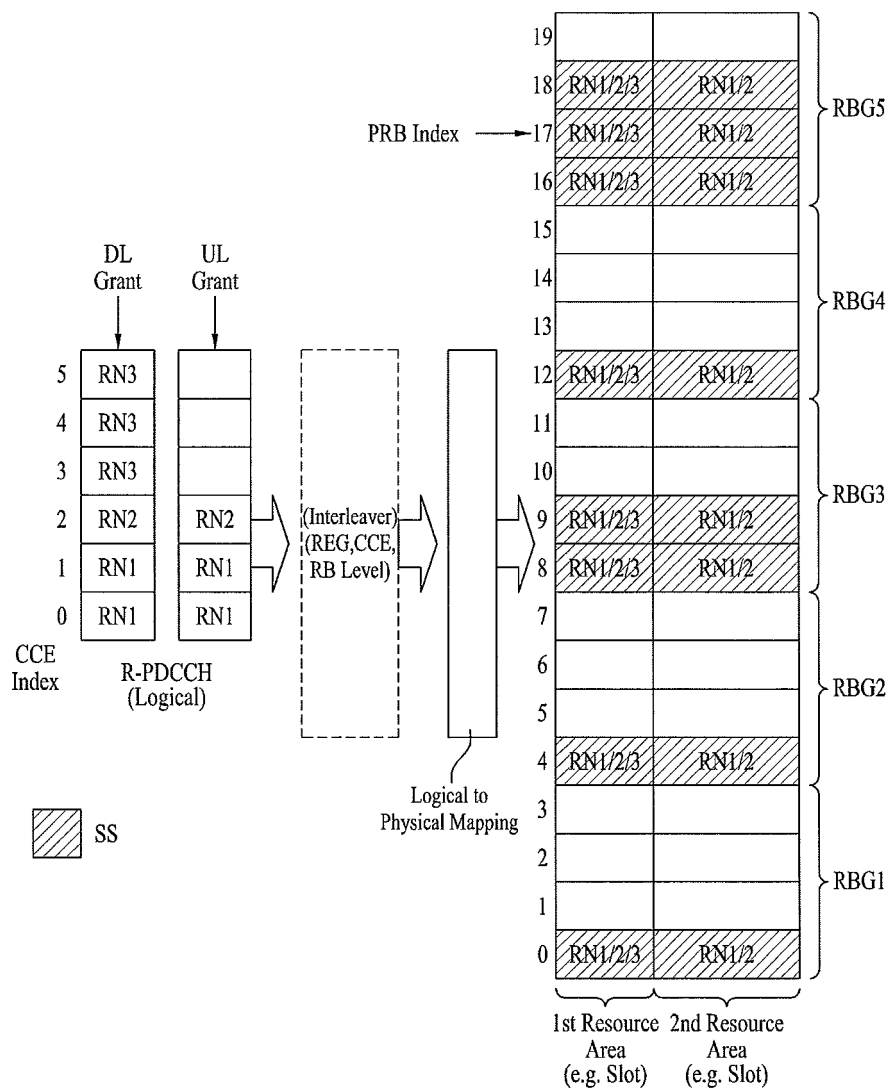 19
18 RN1/2/3 RN1/2
PRB Index 17 RN1/2/3 RN1/2
16 RN1/2/3 RN1/2
RBG5
15
14
13
12 RN1/2/3 RN1/2
RBG4
11
10
9 RN1/2/3 RN1/2
8 RN1/2/3 RN1/2
RBG3
7
6
5
4 RN1/2/3 RN1/2
RBG2
3
2
1
0 RN1/2/3 RN1/2
RBG1
1st Resource
Area
(e.g. Slot)
2nd Resource
Area
(e.g. Slot)
DL
Grant
UL
Grant
5 RN3
4 RN3
3 RN3
2 RN2 RN2
1 RN1 RN1
0 RN1 RN1
CCE
Index
R-PDCCH
(Logical)
(Interleaver)
(REG,CCE,
RB Level)
Logical to
Physical Mapping
SS